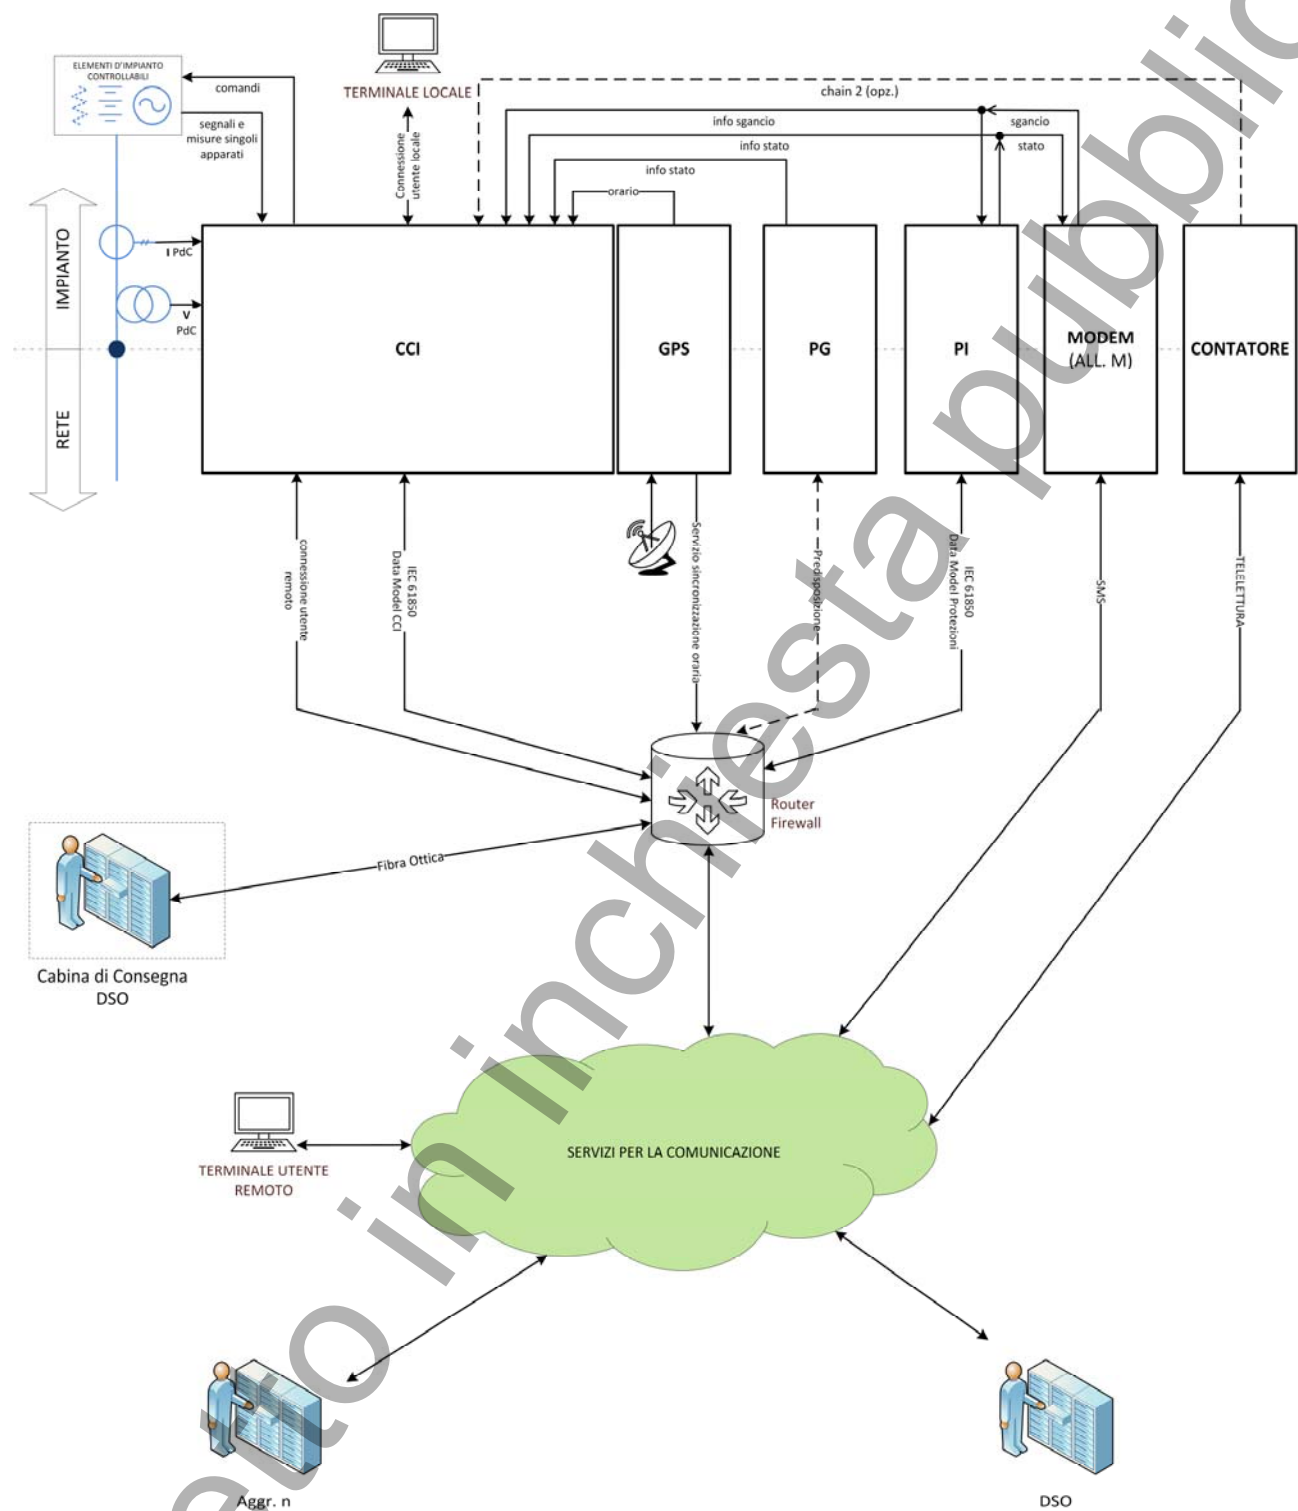 ELEMENTI D'IMPIANTO
CONTROLLABILI
comandi
segnali e
misure singoli
apparati
TERMINALE LOCALE
Connessione
utente locale
chain 2 (opz.)
info sgancio
sgancio
info stato
stato
info stato
orario
IMPIANTO
RETE
I PdC
V
PdC
CCI
GPS
PG
PI
MODEM
(ALL. M)
CONTATORE
connessione utente
remoto
IEC 61850
Data Model CCI
Servizio sincronizzazione oraria
Predisposizione
IEC 61850
Data Model Protezioni
SMS
TELELETTURA
Router
Firewall
Fibra Ottica
Cabina di Consegna
DSO
SERVIZI PER LA COMUNICAZIONE
TERMINALE UTENTE
REMOTO
Aggr. n
DSO
etto in inchiesta pubblic